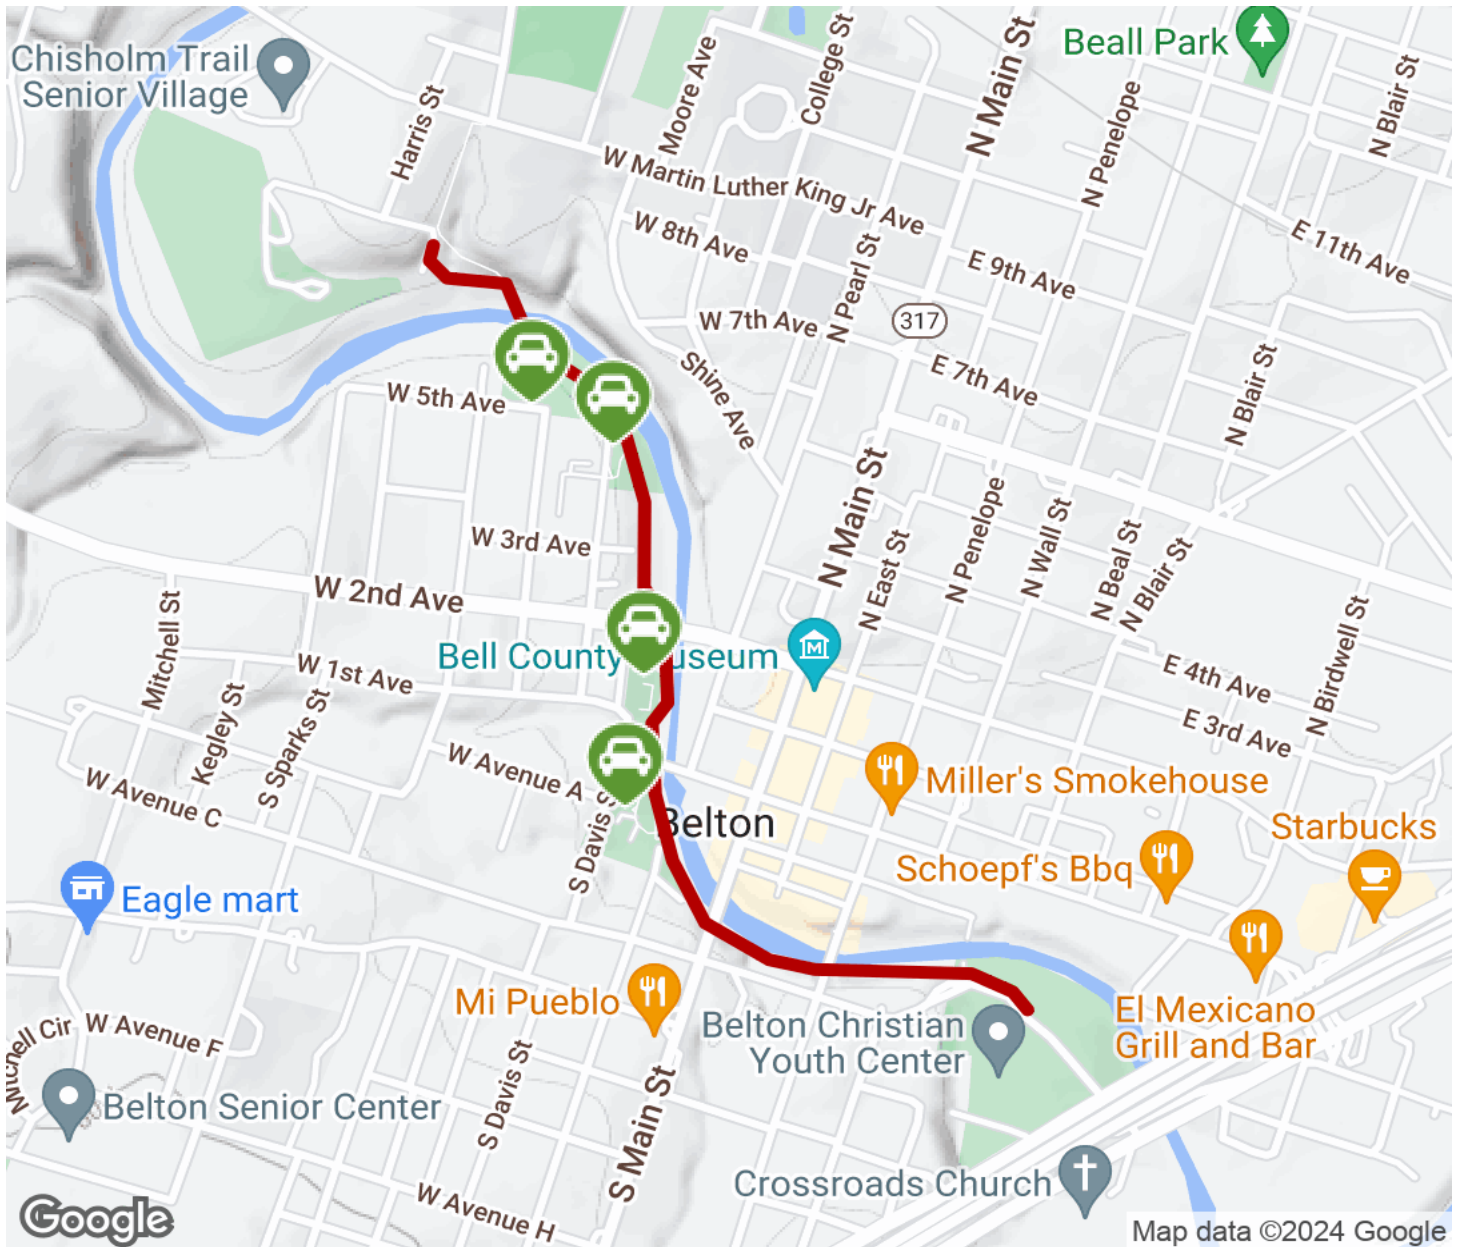 Chisholm Trail
Senior Village
Harris St
Moore Ave
College St
N Main St
Beall Park
N Penelope
N Blair St
W Martin Luther King Jr Ave
W 8th Ave
N Pearl St
E 9th Ave
E 11th Ave
W 7th Ave
317
Shine Ave
E 7th Ave
N Blair St
W 5th Ave
N Main St
W 3rd Ave
N East St
N Penelope
N Wall St
N Beal St
N Blair St
W 2nd Ave
Mitchell St
Bell County Museum
E 4th Ave
N Birdwell St
W 1st Ave
Kegley St
S Sparks St
E 3rd Ave
W Avenue A
W Avenue C
Miller's Smokehouse
Belton
Starbucks
S Davis St
Schoepf's Bbq
Eagle mart
Mi Pueblo
Belton Christian
Youth Center
El Mexicano
Grill and Bar
Mitchell Cir
W Avenue F
Belton Senior Center
S Davis St
S Main St
Crossroads Church
W Avenue H
Google
Map data ©2024 Google